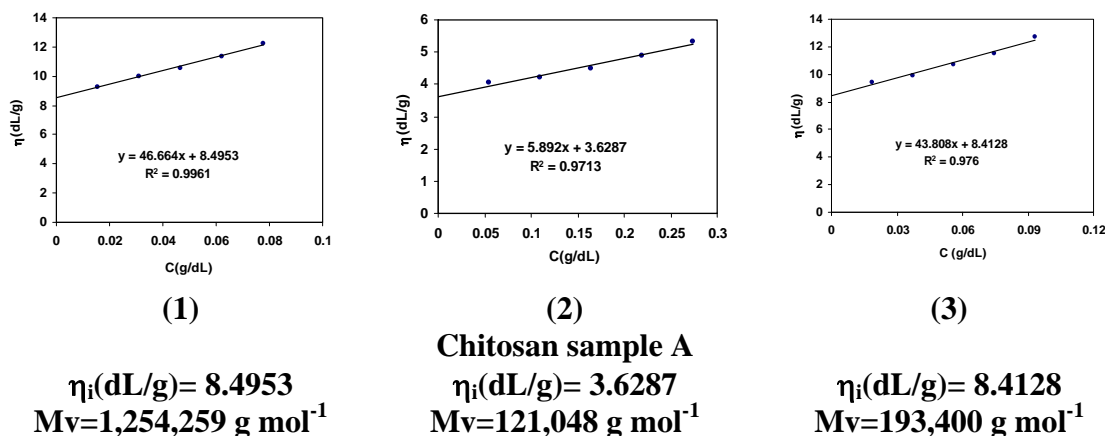 14
12
10
8
6
4
2
0
η(dL/g)
y = 46.664x + 8.4953
R² = 0.9961
0 0.02 0.04 0.06 0.08 0.1
C(g/dL)
(1)
6
5
4
3
2
1
0
η(dL/g)
y = 5.892x + 3.6287
R² = 0.9713
0 0.05 0.1 0.15 0.2 0.25 0.3
C(g/dL)
(2)
14
12
10
8
6
4
2
0
η(dL/g)
y = 43.808x + 8.4128
R² = 0.976
0 0.03 0.06 0.09 0.12
C (g/dL)
(3)
Chitosan sample A
ηi(dL/g)= 8.4953
Mv=1,254,259 g mol-1
ηi(dL/g)= 3.6287
Mv=121,048 g mol-1
ηi(dL/g)= 8.4128
Mv=193,400 g mol-1